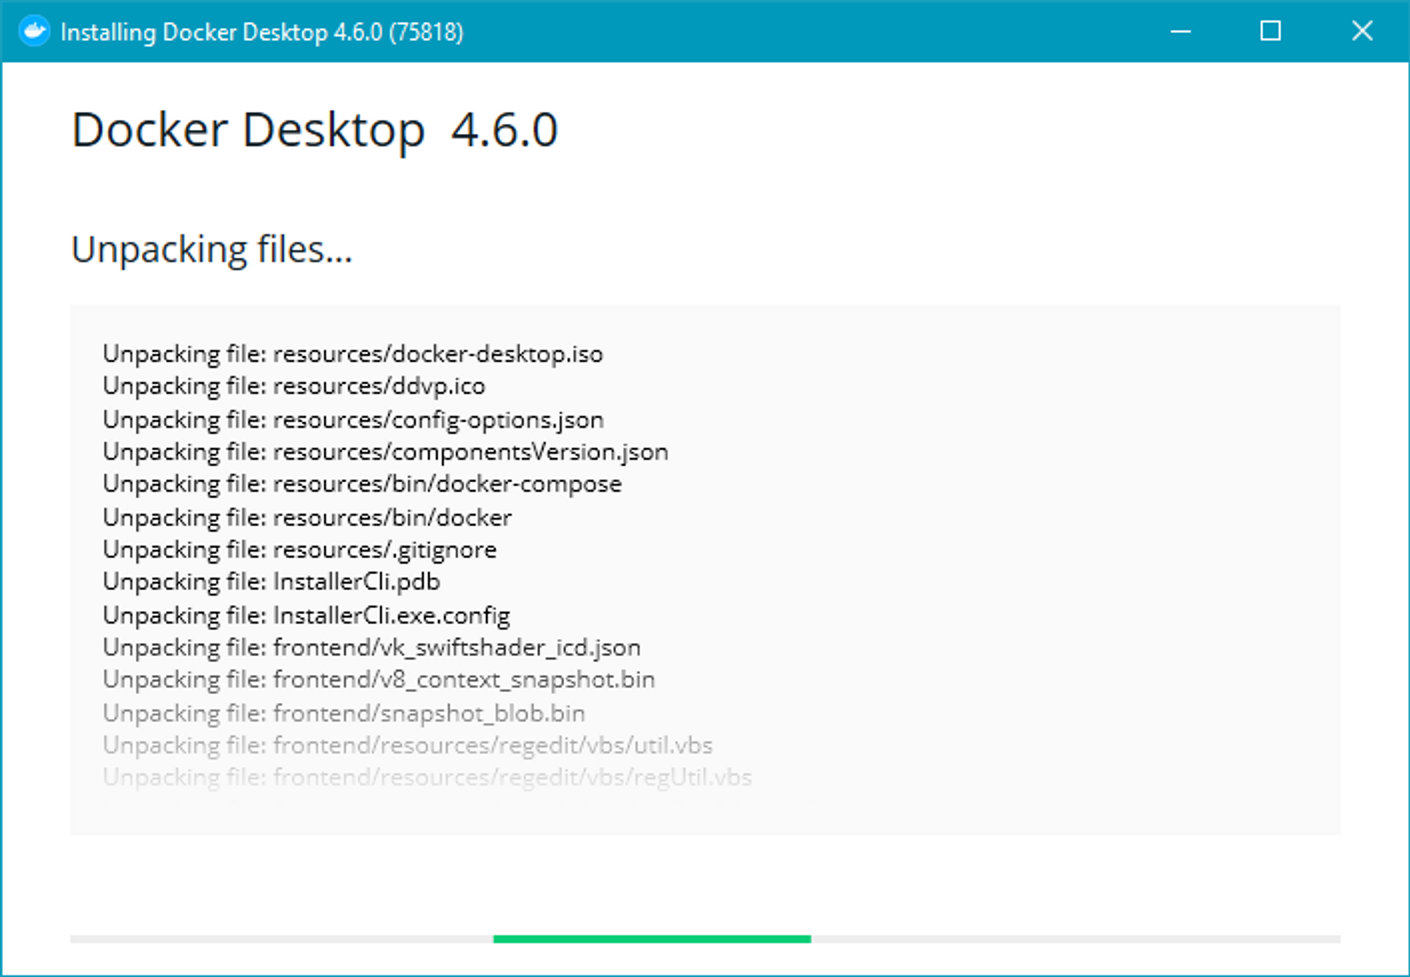 Installing Docker Desktop 4.6.0 (75818)
Docker Desktop 4.6.0
Unpacking files...
Unpacking file: resources/docker-desktop.iso
Unpacking file: resources/ddvp.ico
Unpacking file: resources/config-options.json
Unpacking file: resources/componentsVersion.json
Unpacking file: resources/bin/docker-compose
Unpacking file: resources/bin/docker
Unpacking file: resources/.gitignore
Unpacking file: InstallerCli.pdb
Unpacking file: InstallerCli.exe.config
Unpacking file: frontend/vk_swiftshader_icd.json
Unpacking file: frontend/v8_context_snapshot.bin
Unpacking file: frontend/snapshot_blob.bin
Unpacking file: frontend/resources/regedit/vbs/util.vbs
Unpacking file: frontend/resources/regedit/vbs/regUtil.vbs